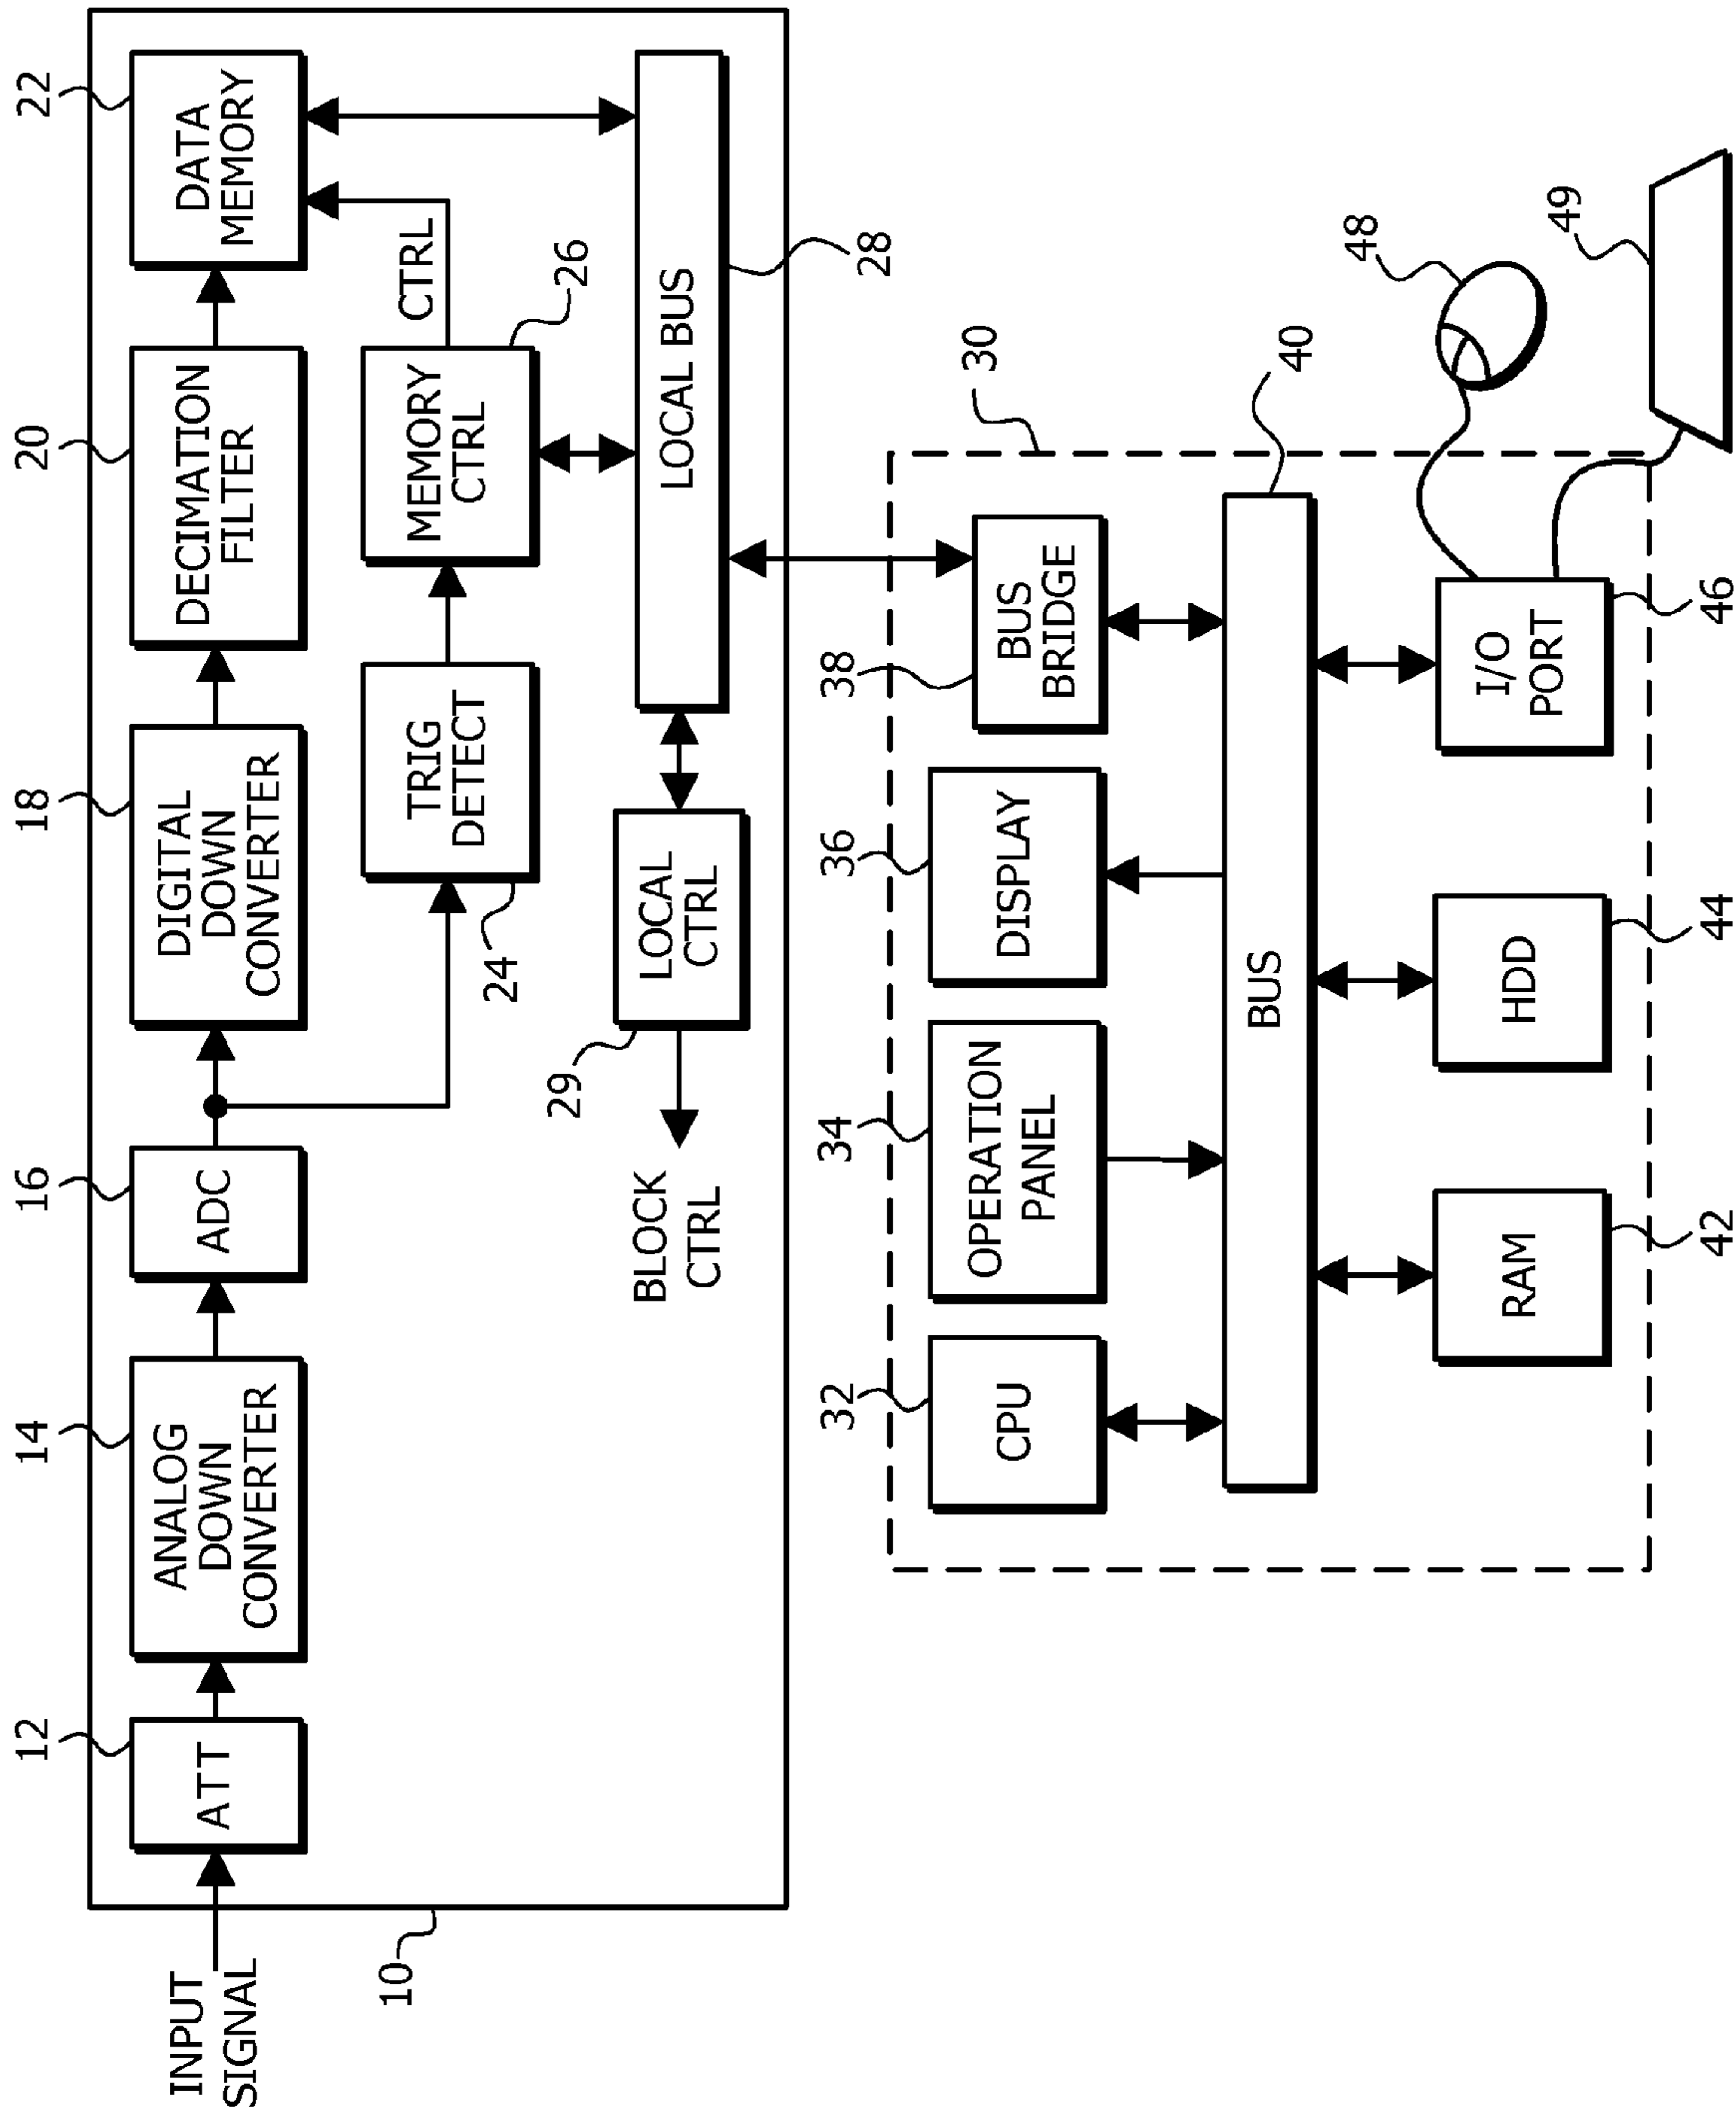 12
14
16
18
20
22
INPUT
SIGNAL
ATT
ANALOG
DOWN
CONVERTER
ADC
DIGITAL
DOWN
CONVERTER
DECIMATION
FILTER
DATA
MEMORY
10
24
TRIG
DETECT
MEMORY
CTRL
CTRL
26
29
BLOCK
CTRL
LOCAL
CTRL
LOCAL BUS
28
30
32
34
36
38
CPU
OPERATION
PANEL
DISPLAY
BUS
BRIDGE
BUS
40
RAM
HDD
I/O
PORT
42
44
46
48
49